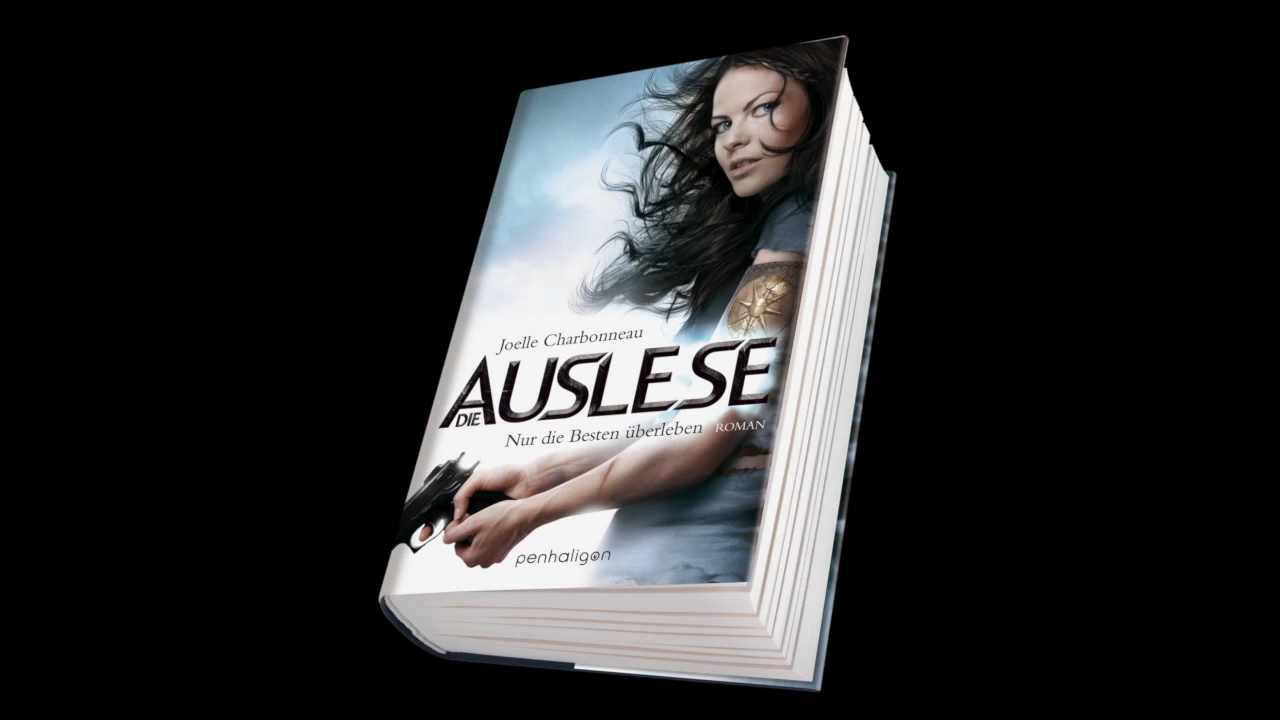 Joelle Charbonneau
DIE AUSLESE
Nur die Besten überleben ROMAN
penhaligon